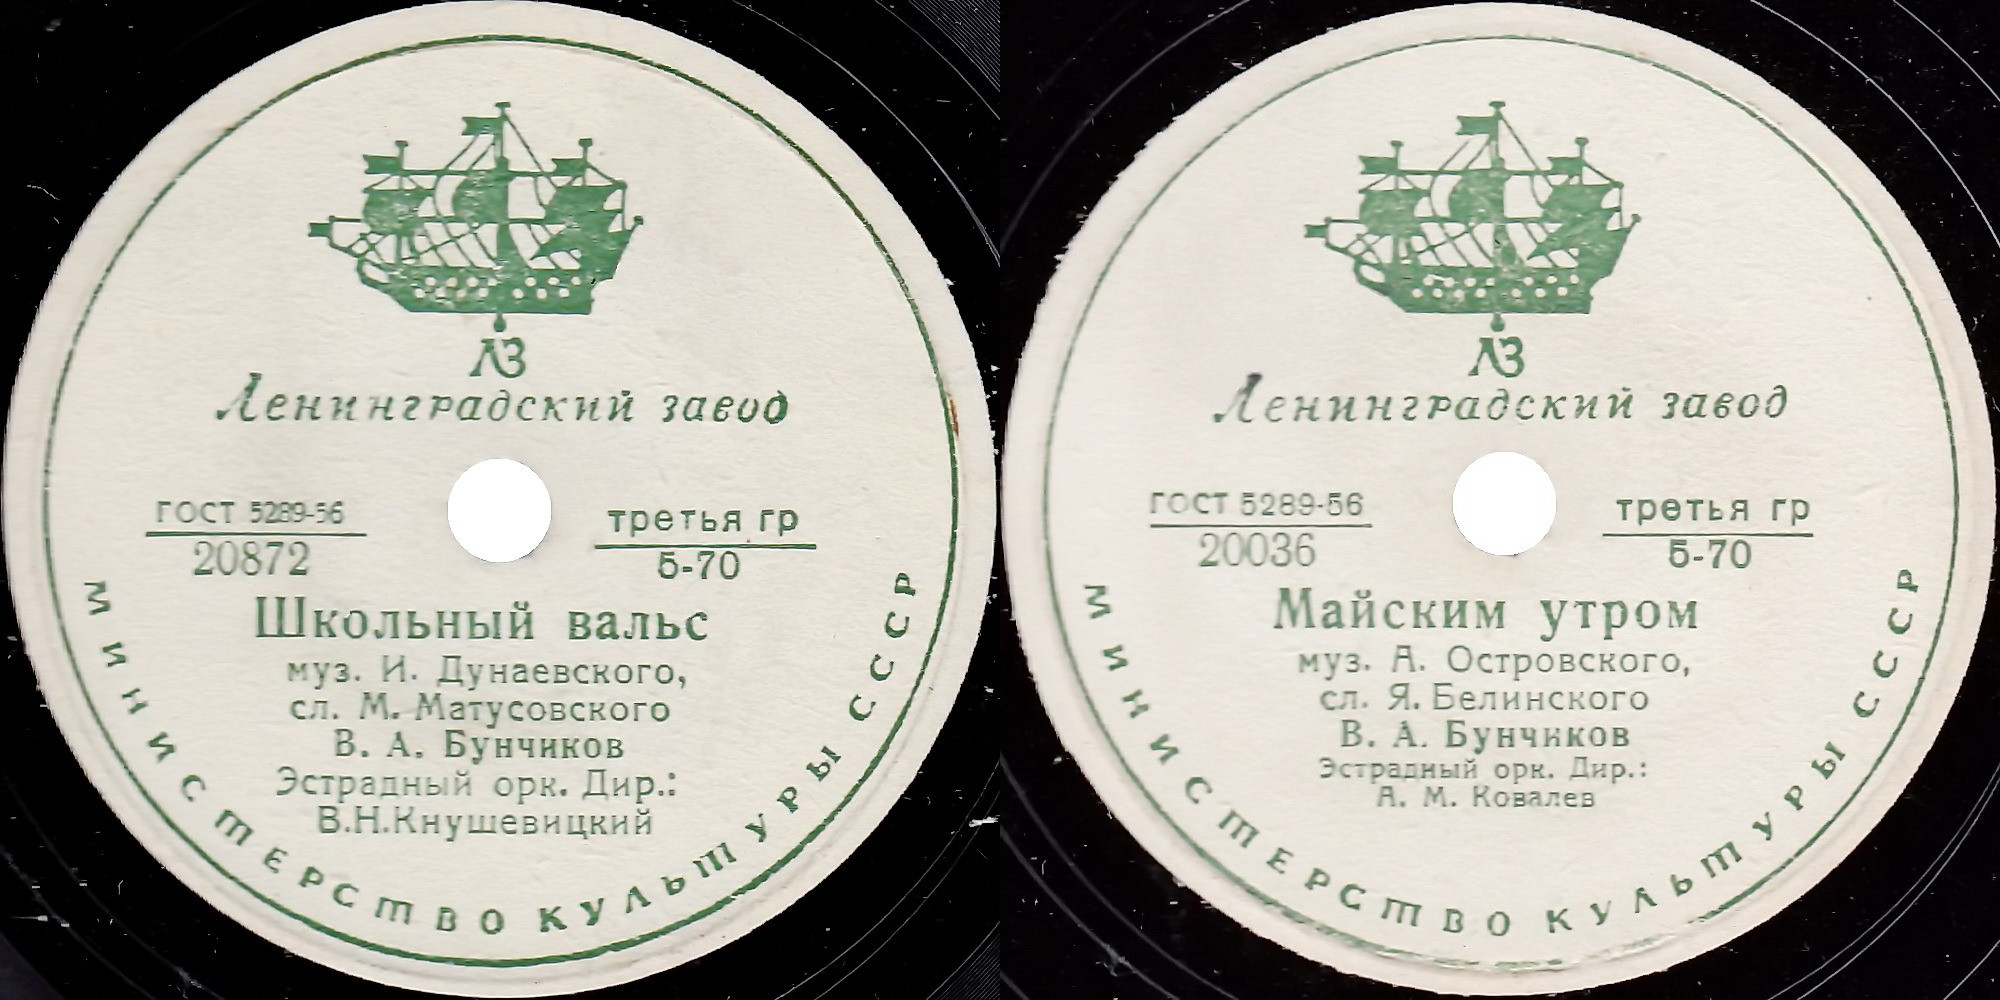 ЛЗ
Ленинградский завод
ГОСТ 5289-56
20872
третья гр
5-70
Школьный вальс
муз. И. Дунаевского,
сл. М. Матусовского
В. А. Бунчиков
Эстрадный орк. Дир.:
В.Н.Кнушевицкий
МИНИСТЕРСТВО КУЛЬТУРЫ СССР
ЛЗ
Ленинградский завод
ГОСТ 5289-56
20036
третья гр
5-70
Майским утром
муз. А. Островского,
сл. Я. Белинского
В. А. Бунчиков
Эстрадный орк. Дир.:
А. М. Ковалев
МИНИСТЕРСТВО КУЛЬТУРЫ СССР